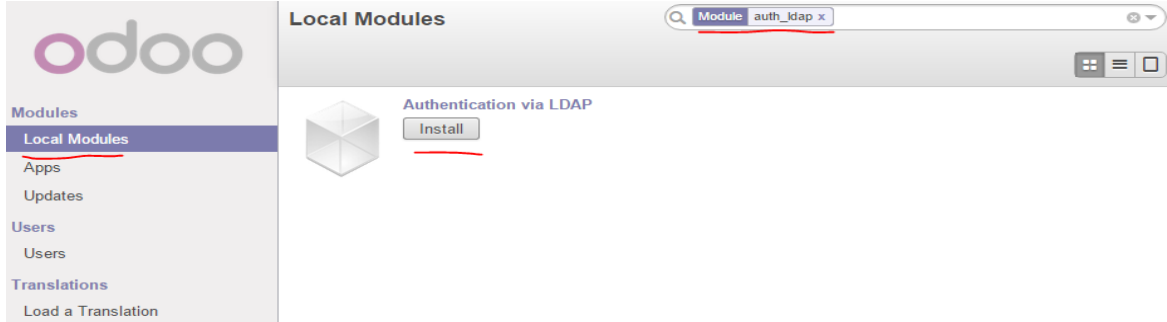 odoo
Local Modules
Module auth_ldap x
Modules
Local Modules
Apps
Updates
Users
Users
Translations
Load a Translation
Authentication via LDAP
Install